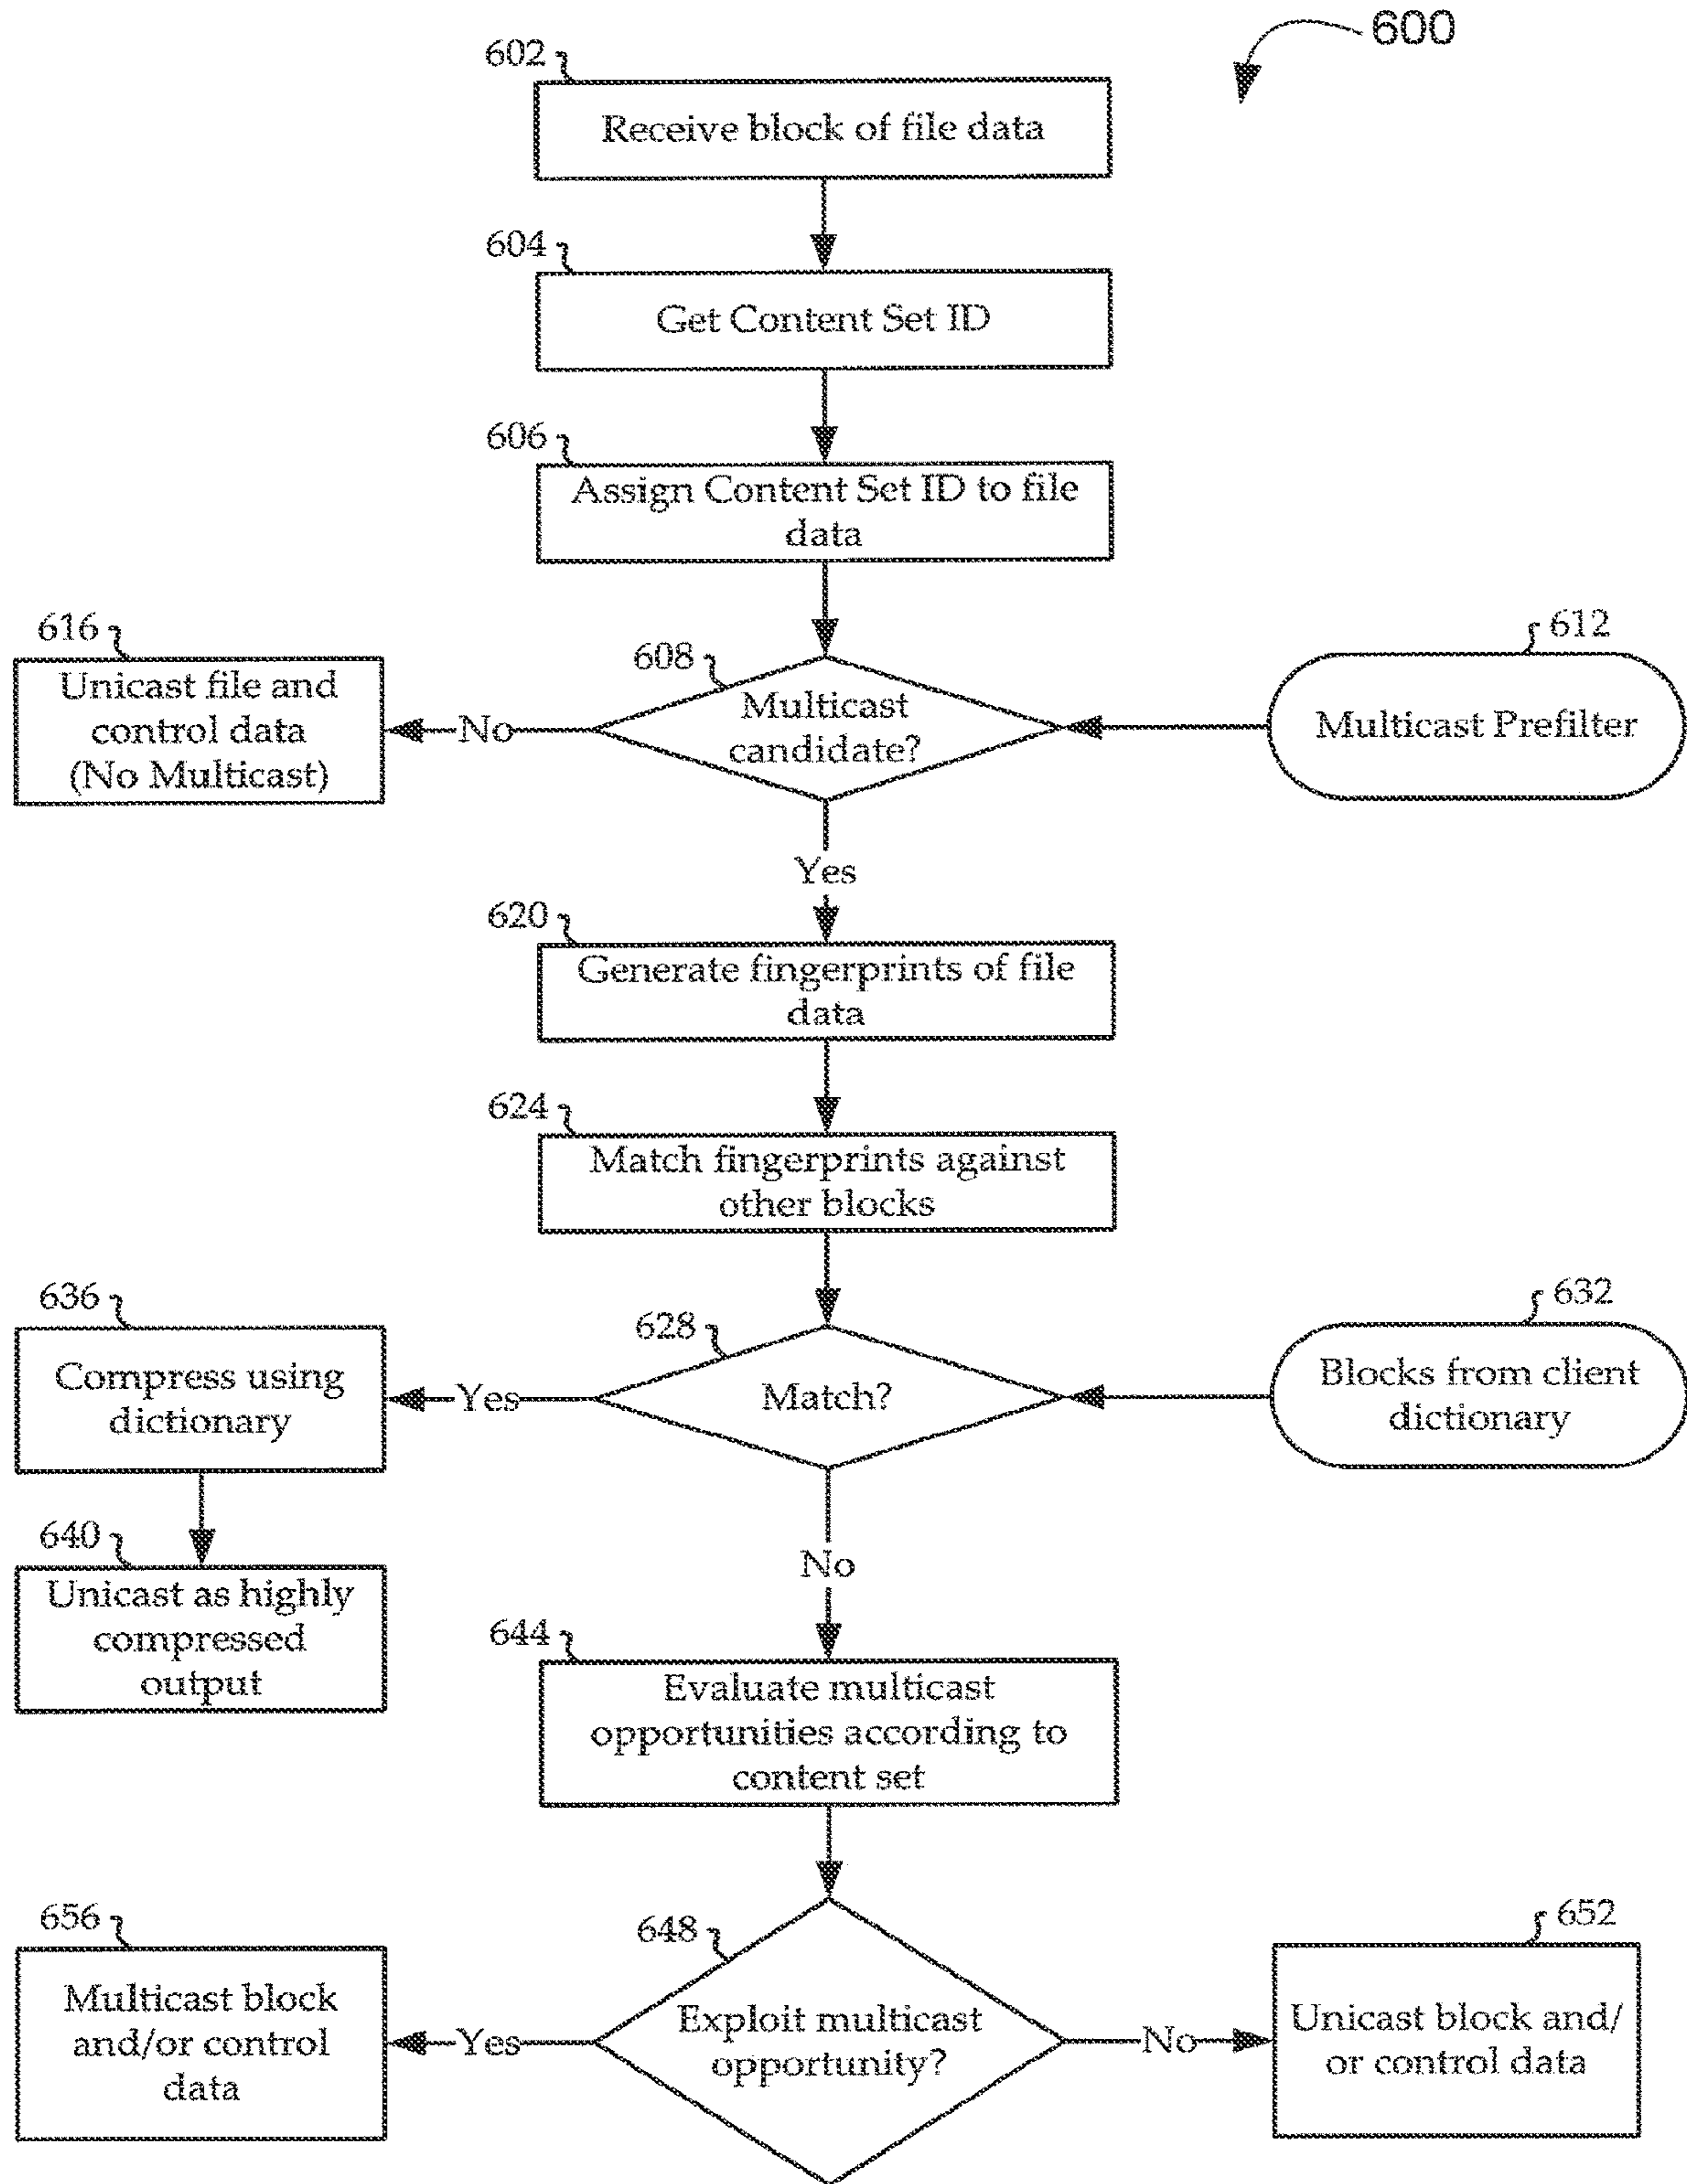 600
602
Receive block of file data
604
Get Content Set ID
606
Assign Content Set ID to file
data
616
Unicast file and
control data
(No Multicast)
No
608
Multicast
candidate?
612
Multicast Prefilter
Yes
620
Generate fingerprints of file
data
624
Match fingerprints against
other blocks
636
Compress using
dictionary
Yes
628
Match?
632
Blocks from client
dictionary
640
Unicast as highly
compressed
output
No
644
Evaluate multicast
opportunities according to
content set
656
Multicast block
and/or control
data
Yes
648
Exploit multicast
opportunity?
No
652
Unicast block and/
or control data